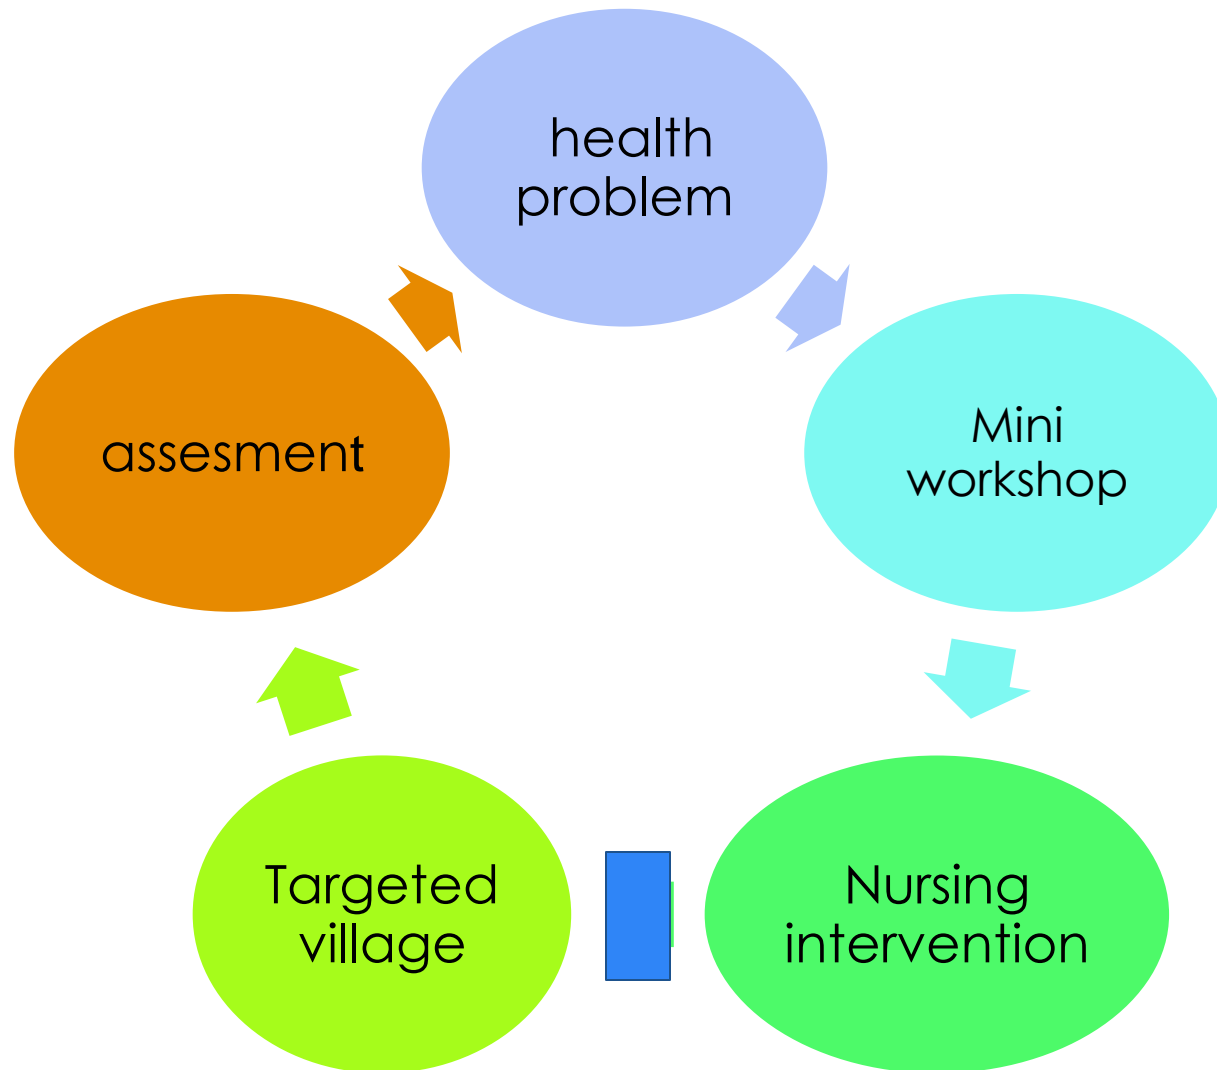 health
problem
Mini
workshop
Nursing
intervention
Targeted
village
assesment